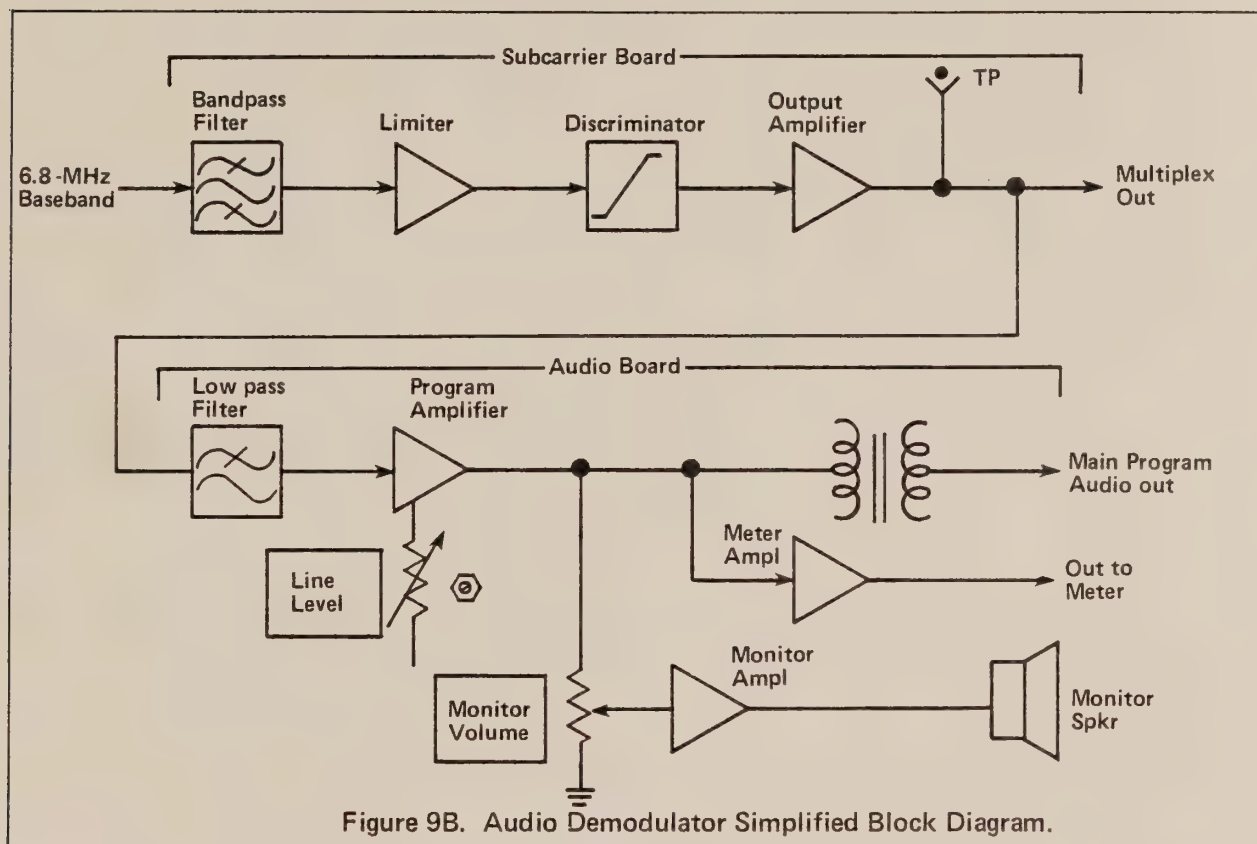 Subcarrier Board
TP
Bandpass
Filter
Limiter
Discriminator
Output
Amplifier
6.8-MHz
Baseband
Multiplex
Out
Audio Board
Low pass
Filter
Program
Amplifier
Main Program
Audio out
Line
Level
Meter
Ampl
Out to
Meter
Monitor
Volume
Monitor
Ampl
Monitor
Spkr
Figure 9B. Audio Demodulator Simplified Block Diagram.